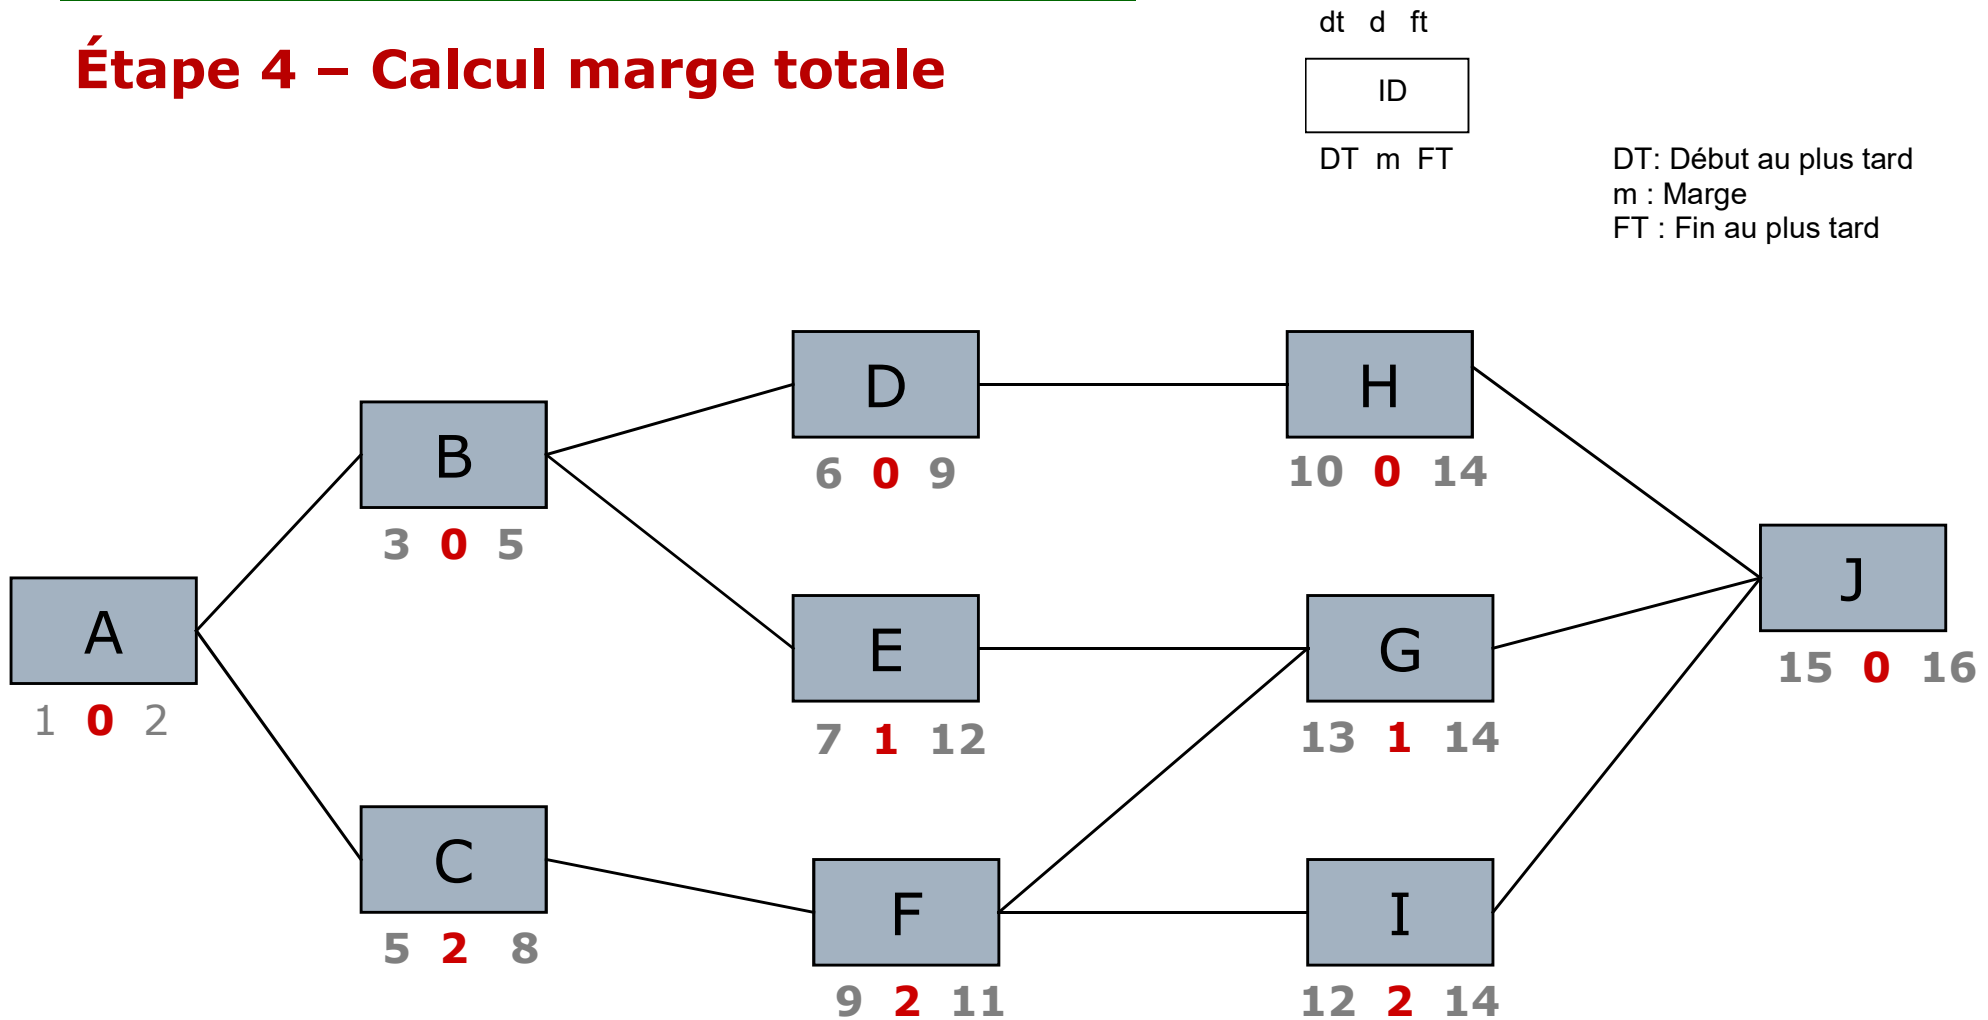 dt d ft
Étape 4 – Calcul marge totale
ID
DT m FT
DT: Début au plus tard
m : Marge
FT : Fin au plus tard
D
H
6 0 9
10 0 14
B
3 0 5
J
15 0 16
A
1 0 2
E
G
7 1 12
13 1 14
C
5 2 8
F
I
9 2 11
12 2 14